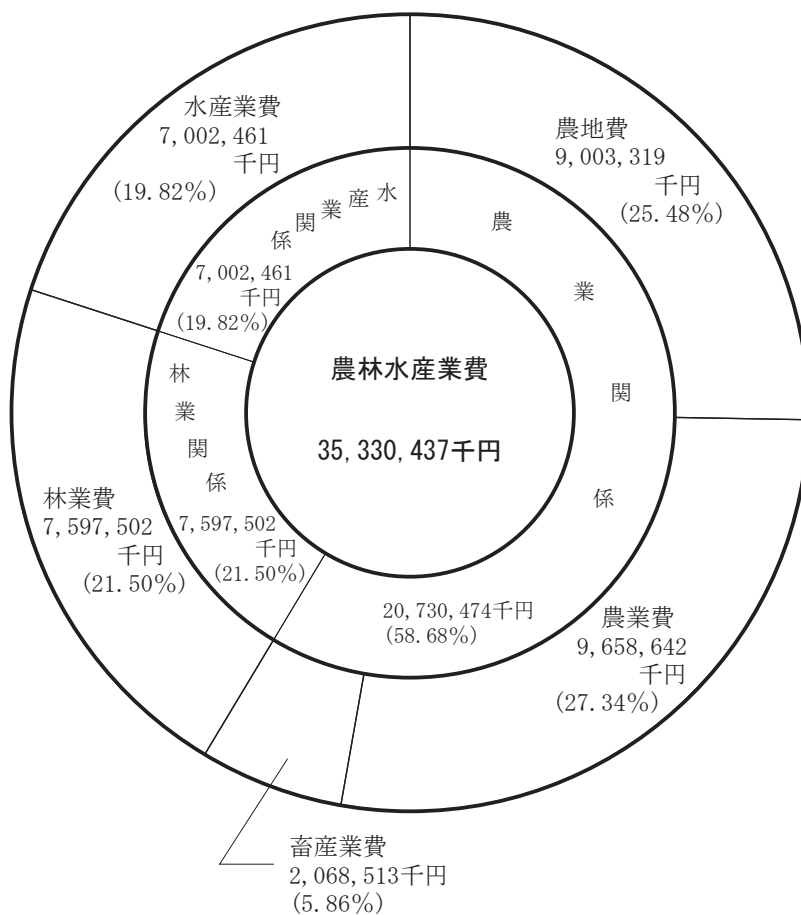 水産業費
7,002,461
千円
(19.82%)
農地費
9,003,319
千円
(25.48%)
水産業関係
7,002,461
千円
(19.82%)
農業関係
20,730,474千円
(58.68%)
農林水産業費
35,330,437千円
林業関係
7,597,502
千円
(21.50%)
林業費
7,597,502
千円
(21.50%)
農業費
9,658,642
千円
(27.34%)
畜産業費
2,068,513千円
(5.86%)